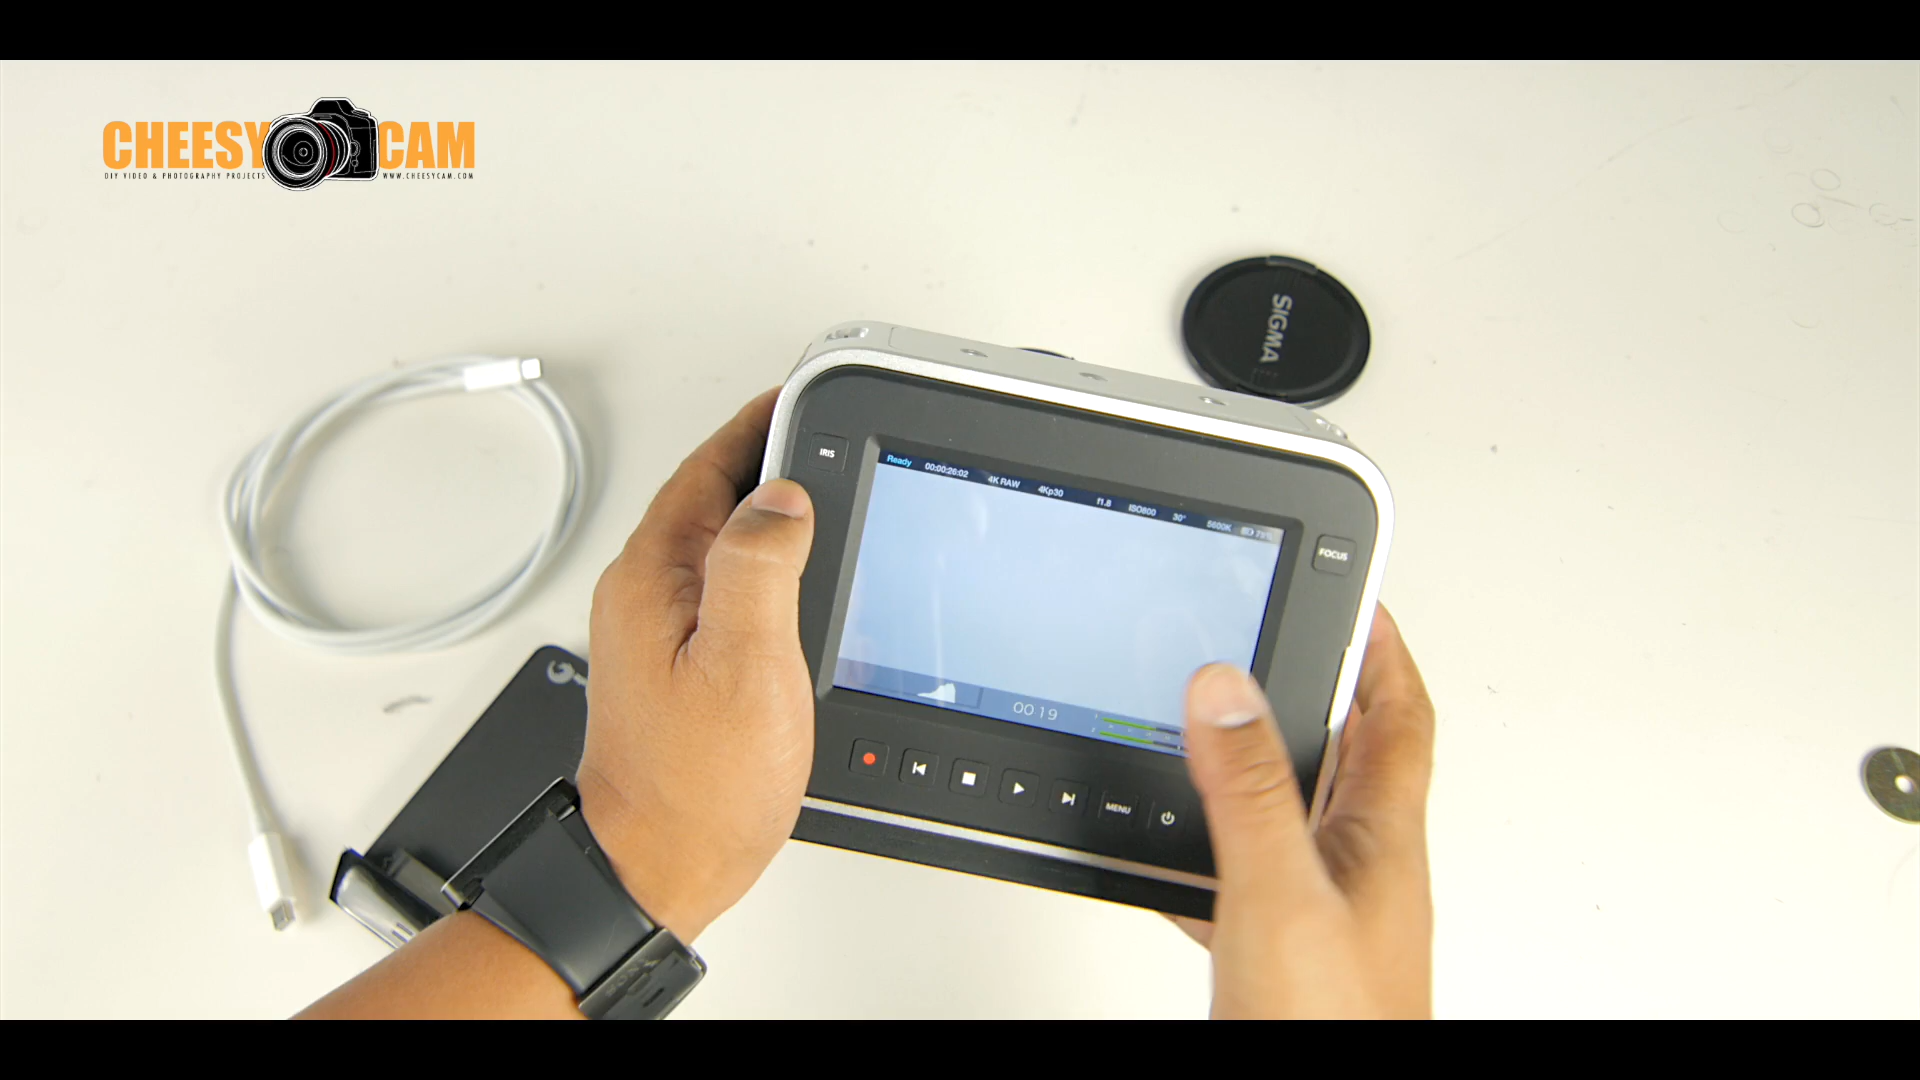 CHEESY CAM
DIY VIDEO & PHOTOGRAPHY PROJECTS WWW.CHEESYCAM.COM
SIGMA
IRIS
Ready 00:00:26:02 4K RAW 4Kp30 f1.8 ISO800 30° 5600K
FOCUS
00 19
MENU
SONY